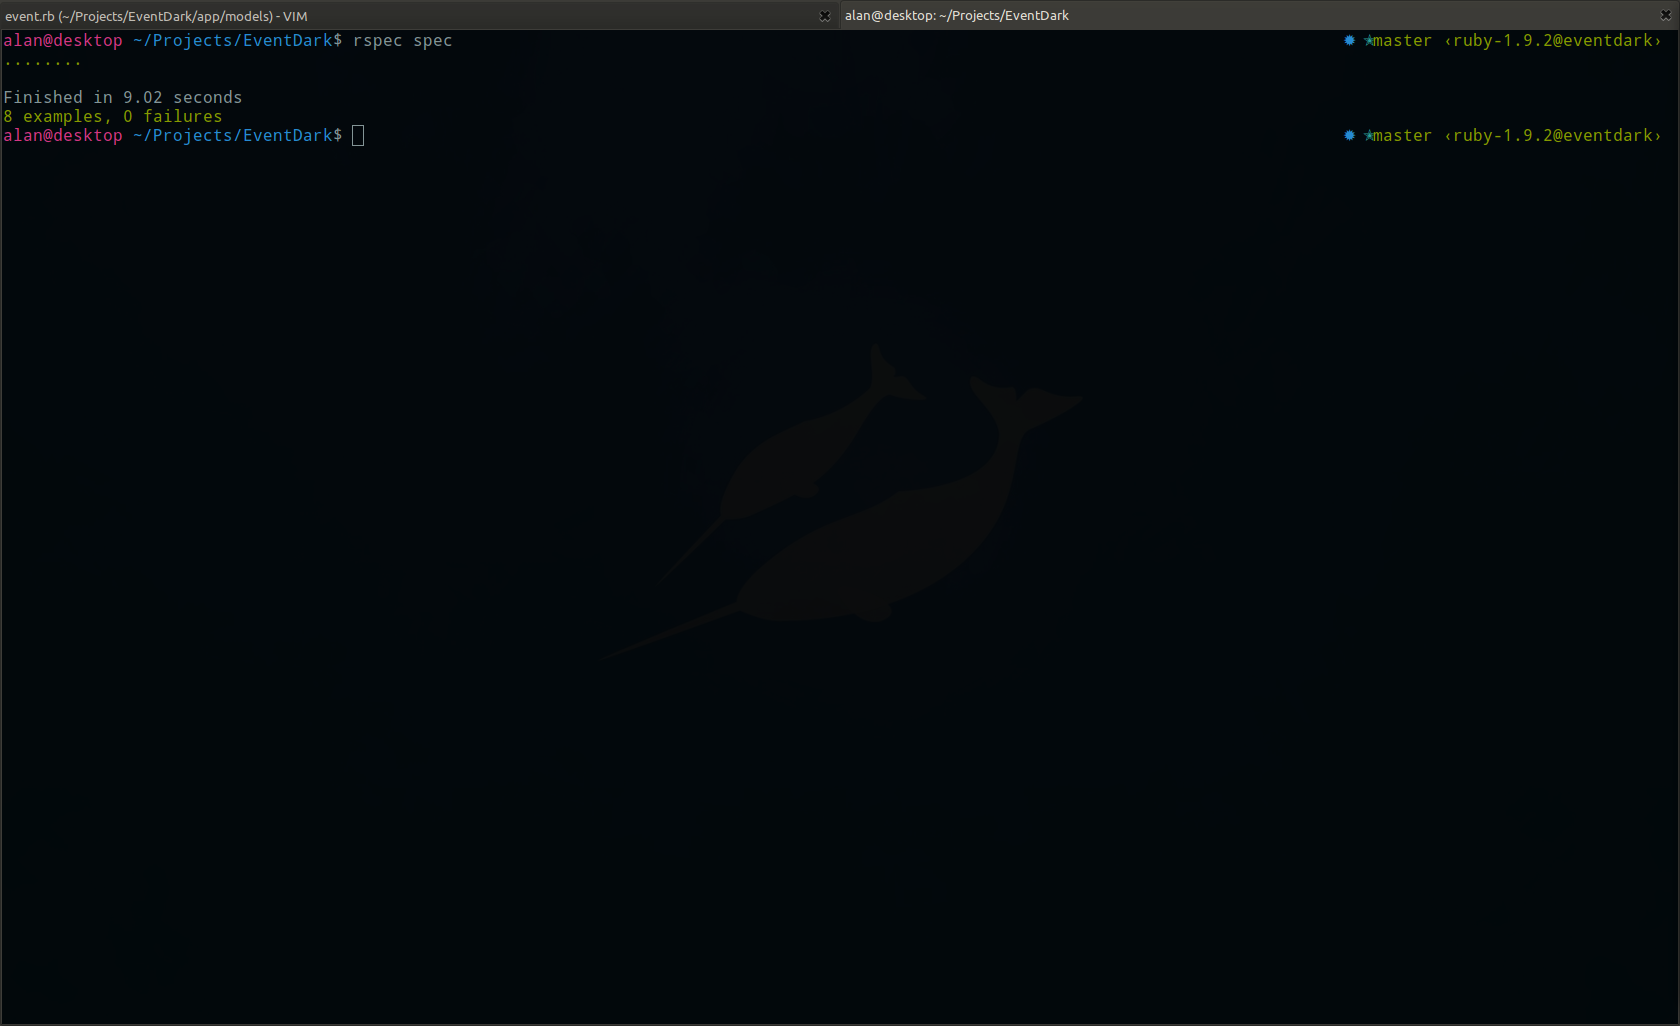 event.rb (~/Projects/EventDark/app/models) - VIM
alan@desktop: ~/Projects/EventDark
alan@desktop ~/Projects/EventDark$ rspec spec ✹ ✭master ‹ruby-1.9.2@eventdark›
........
Finished in 9.02 seconds
8 examples, 0 failures
alan@desktop ~/Projects/EventDark$ ✹ ✭master ‹ruby-1.9.2@eventdark›